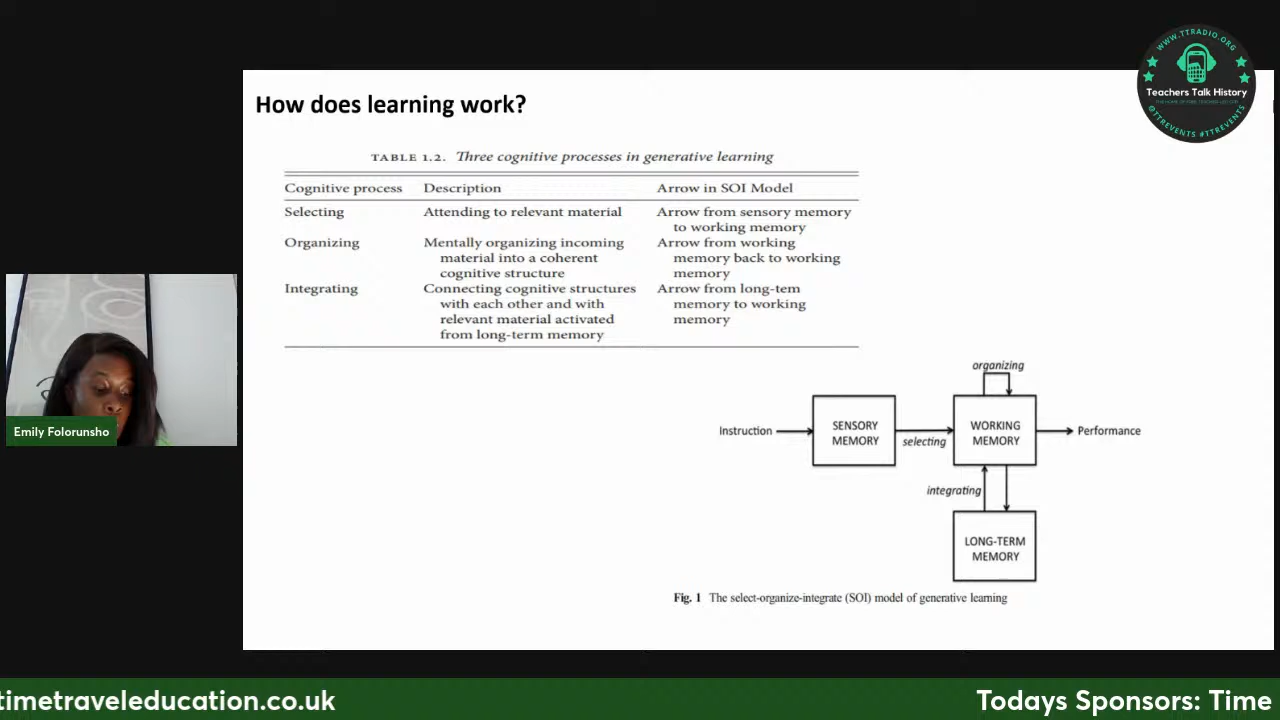 How does learning work?
WWW.TTRADIO.ORG
Teachers Talk History
@TTREVENTS #TTREVENTS
TABLE 1.2. Three cognitive processes in generative learning
Cognitive process Description Arrow in SOI Model
Selecting Attending to relevant material Arrow from sensory memory
to working memory
Organizing Mentally organizing incoming Arrow from working
material into a coherent memory back to working
cognitive structure memory
Integrating Connecting cognitive structures Arrow from long-tem
with each other and with memory to working
relevant material activated memory
from long-term memory
organizing
Instruction
SENSORY
MEMORY
selecting
WORKING
MEMORY
Performance
integrating
LONG-TERM
MEMORY
Fig. 1 The select-organize-integrate (SOI) model of generative learning
Emily Folorunsho
timetraveleducation.co.uk
Todays Sponsors: Time